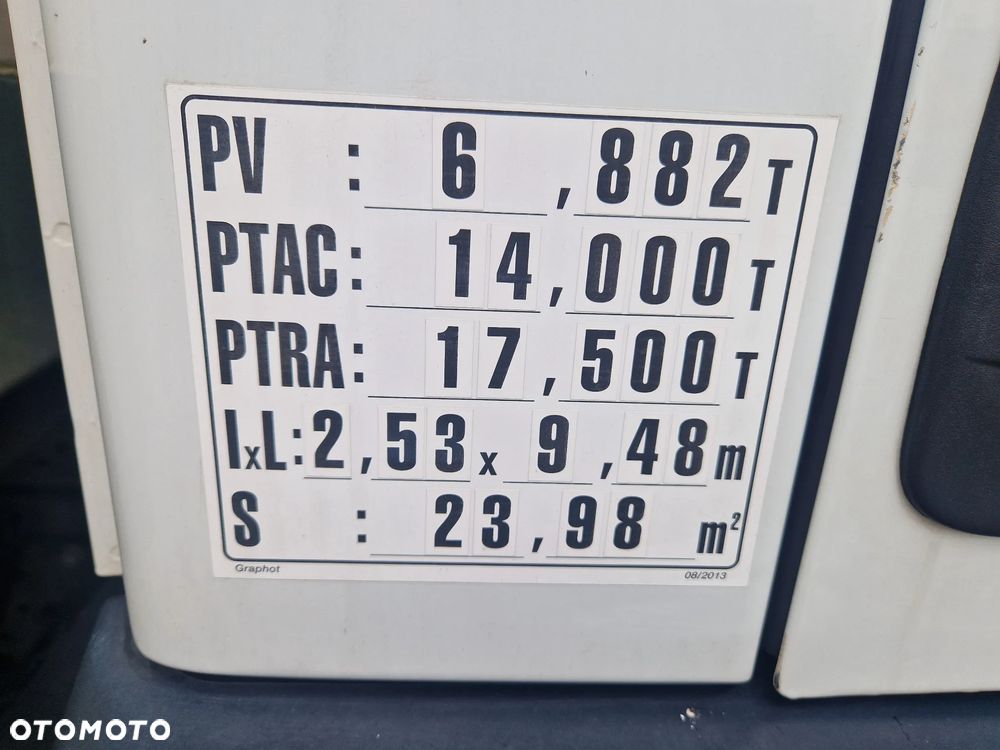 PV : 6,882 T
PTAC : 14,000 T
PTRA : 17,500 T
lxL : 2,53 x 9,48 m
S : 23,98 m²
Graphot 08/2013
OTOMOTO